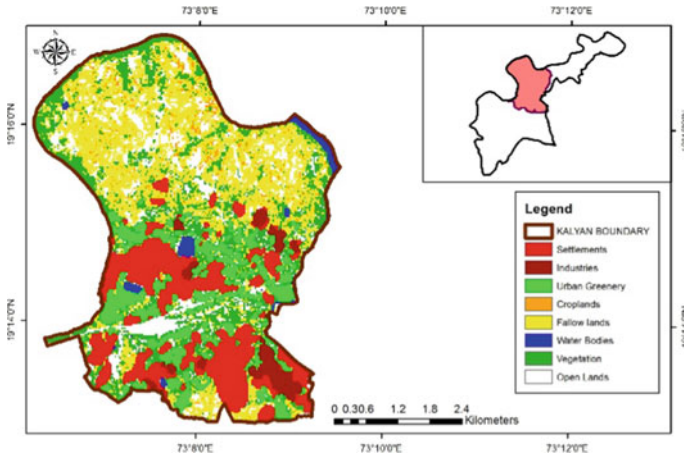 73°8'0"E 73°10'0"E 73°12'0"E
N
W E
S
19°16'0"N
19°14'0"N
Legend
KALYAN BOUNDARY
Settlements
Industries
Urban Greenery
Croplands
Fallow lands
Water Bodies
Vegetation
Open Lands
0 0.30.6 1.2 1.8 2.4
Kilometers
73°8'0"E 73°10'0"E 73°12'0"E